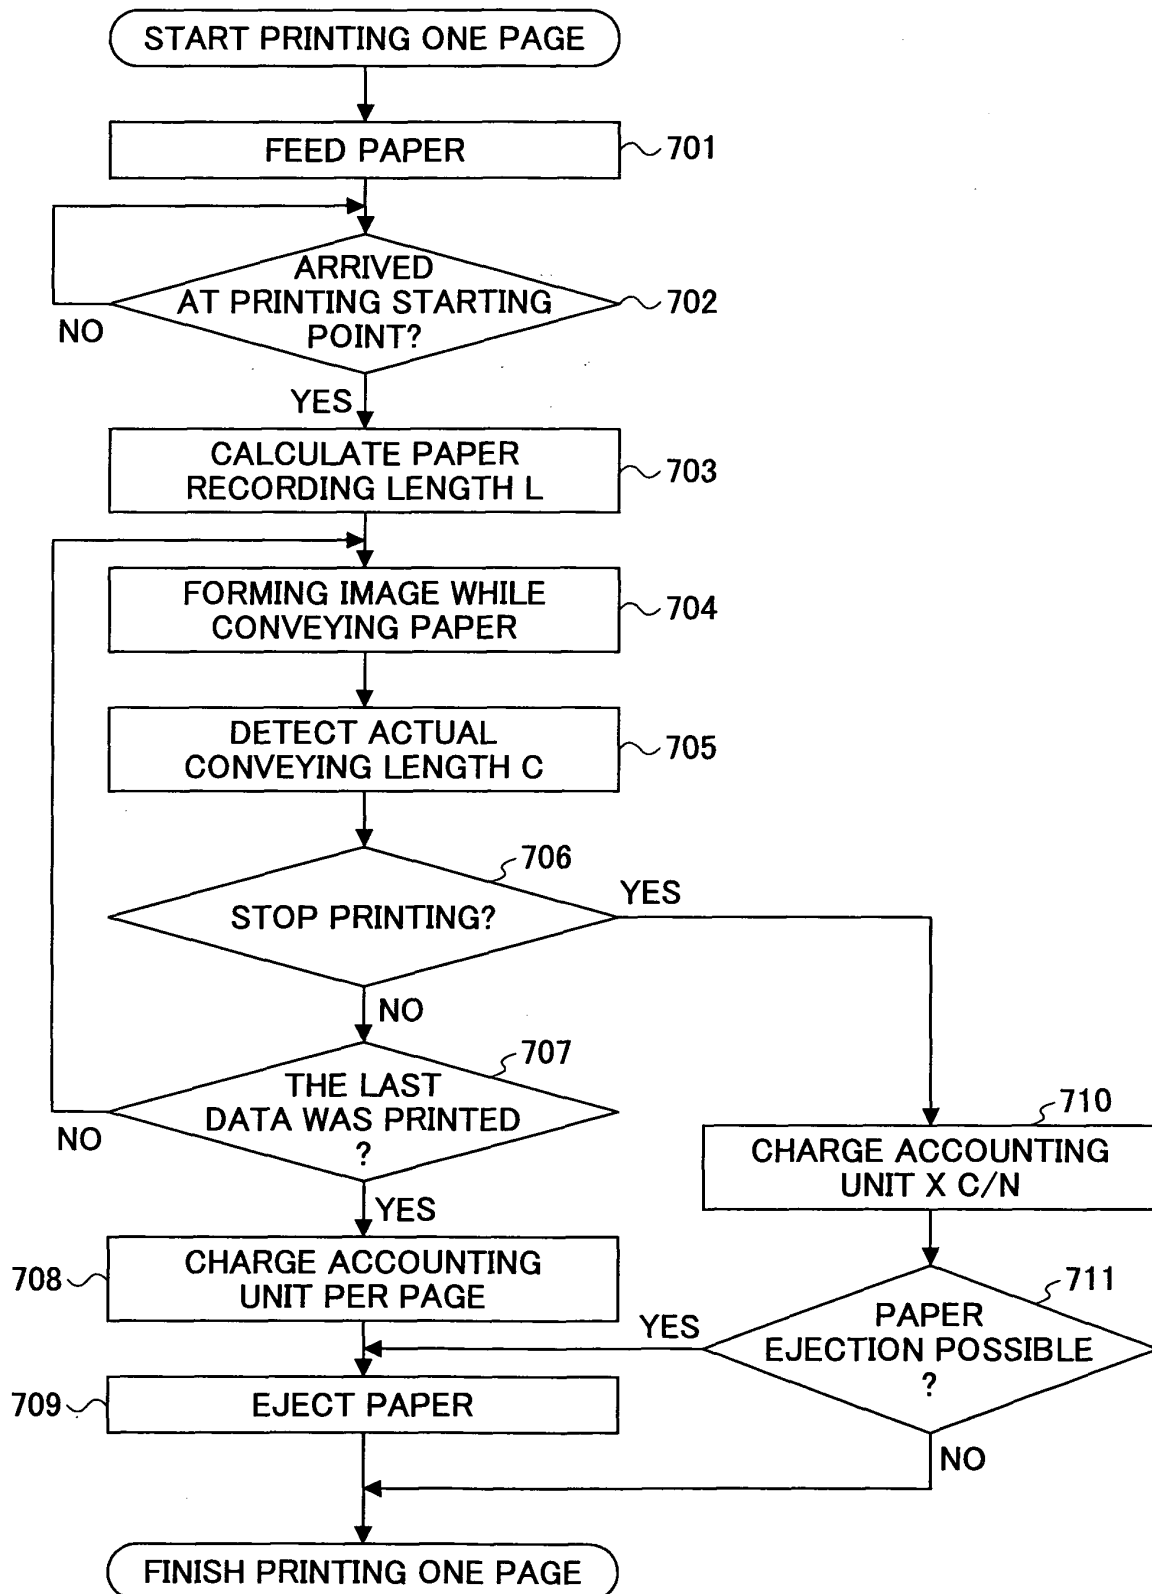 START PRINTING ONE PAGE
FEED PAPER
701
ARRIVED
AT PRINTING STARTING
POINT?
702
NO
YES
CALCULATE PAPER
RECORDING LENGTH L
703
FORMING IMAGE WHILE
CONVEYING PAPER
704
DETECT ACTUAL
CONVEYING LENGTH C
705
706
STOP PRINTING?
YES
NO
707
THE LAST
DATA WAS PRINTED
?
NO
YES
710
CHARGE ACCOUNTING
UNIT X C/N
708
CHARGE ACCOUNTING
UNIT PER PAGE
711
PAPER
EJECTION POSSIBLE
?
YES
NO
709
EJECT PAPER
FINISH PRINTING ONE PAGE